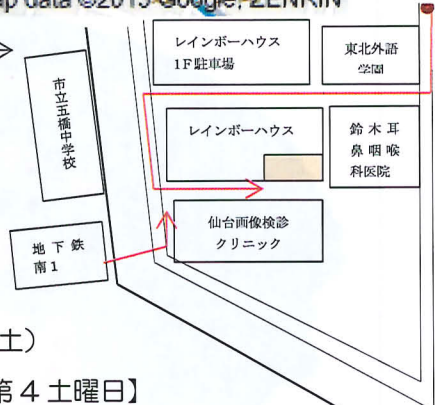 ap data ©2015 Google, ZENRIN
レインボーハウス
1F駐車場
東北外語
学園
市立五橋中学校
レインボーハウス
鈴木耳
鼻咽喉
科医院
仙台画像検診
クリニック
地下鉄
南1
土）
第4土曜日】